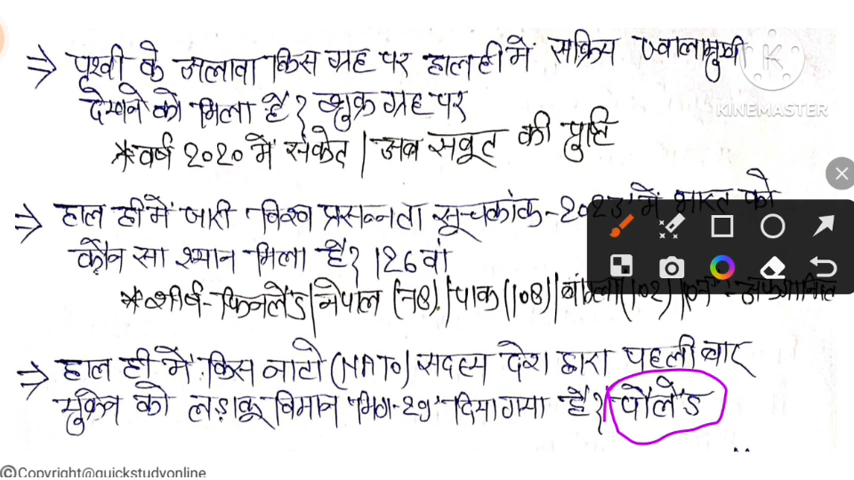 ⇒ पृथ्वी के अलावा किस ग्रह पर हाल ही में सक्रिय ज्वालामुखी
देखने को मिला है? शुक्र ग्रह पर
*वर्ष 2020 में संकेत | अब सबूत की पुष्टि
⇒ हाल ही में जारी 'विश्व प्रसन्नता सूचकांक-2023' में भारत को
कौन सा स्थान मिला है? 126वां
*शीर्ष-फिनलैंड|नेपाल (78)|पाक(108)|बांग्ला(102)
⇒ हाल ही में किस नाटो (NATO) सदस्य देश द्वारा पहली बार
यूक्रेन को लड़ाकू विमान 'मिग-29' दिया गया है? पोलैंड
K
KINEMASTER
©Copyright@quickstudyonline